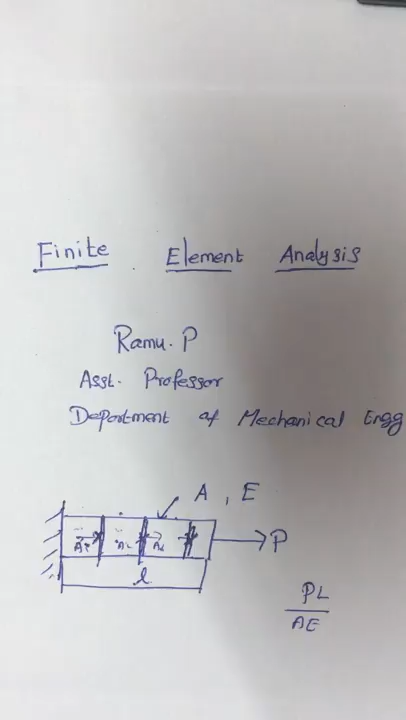 Finite Element Analysis
Ramu. P
Asst. Professor
Department of Mechanical Engg
A , E
P
l
PL
AE